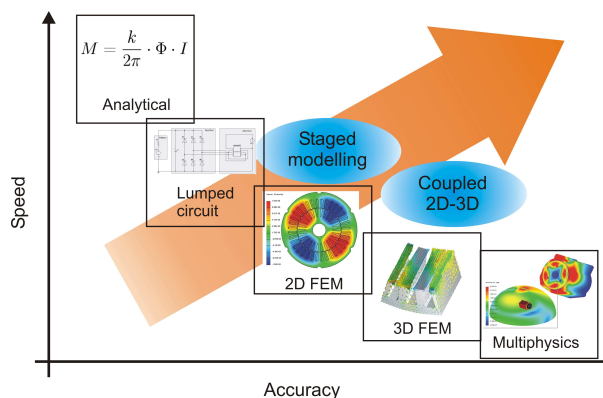 M = k/2π · Φ · I
Analytical
Lumped
circuit
Staged
modelling
Coupled
2D-3D
2D FEM
3D FEM
Multiphysics
Speed
Accuracy